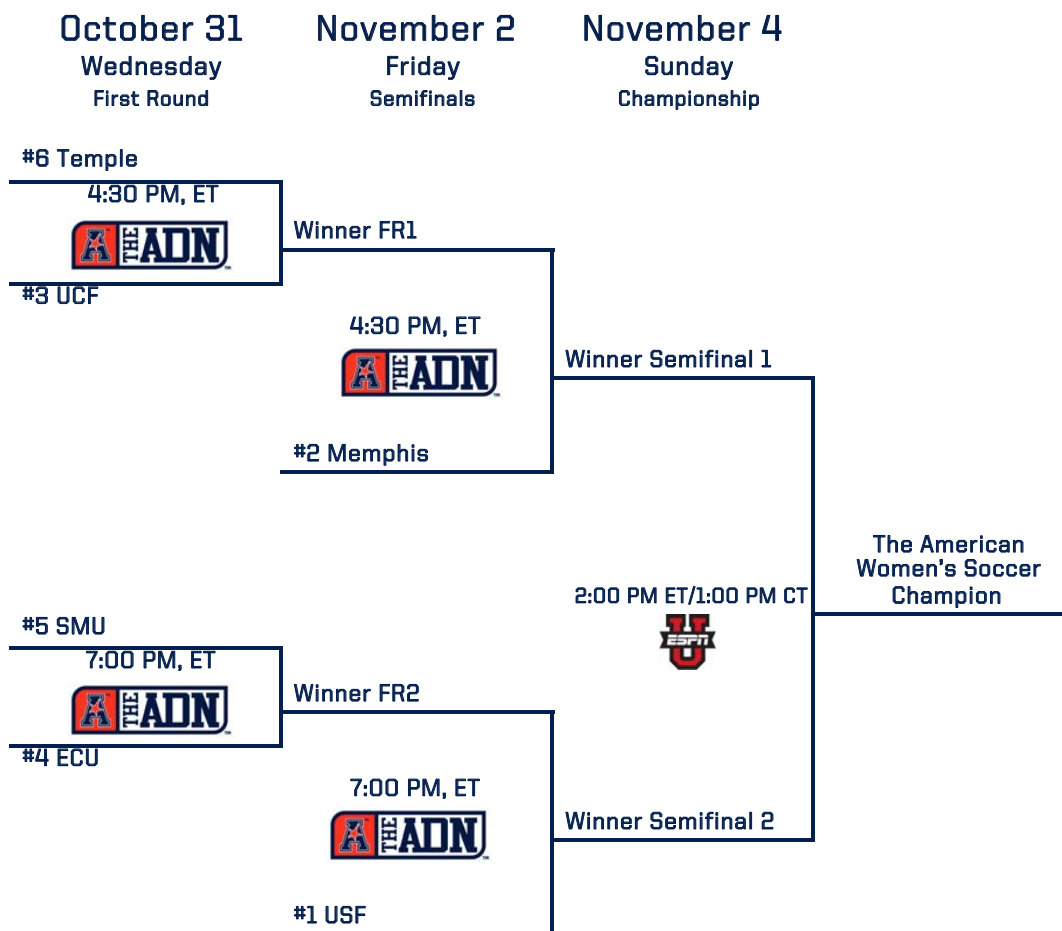 October 31
Wednesday
First Round
November 2
Friday
Semifinals
November 4
Sunday
Championship
#6 Temple
4:30 PM, ET
A THE ADN
#3 UCF
Winner FR1
4:30 PM, ET
A THE ADN
#2 Memphis
Winner Semifinal 1
#5 SMU
7:00 PM, ET
A THE ADN
#4 ECU
Winner FR2
7:00 PM, ET
A THE ADN
#1 USF
Winner Semifinal 2
2:00 PM ET/1:00 PM CT
ESPN U
The American
Women's Soccer
Champion